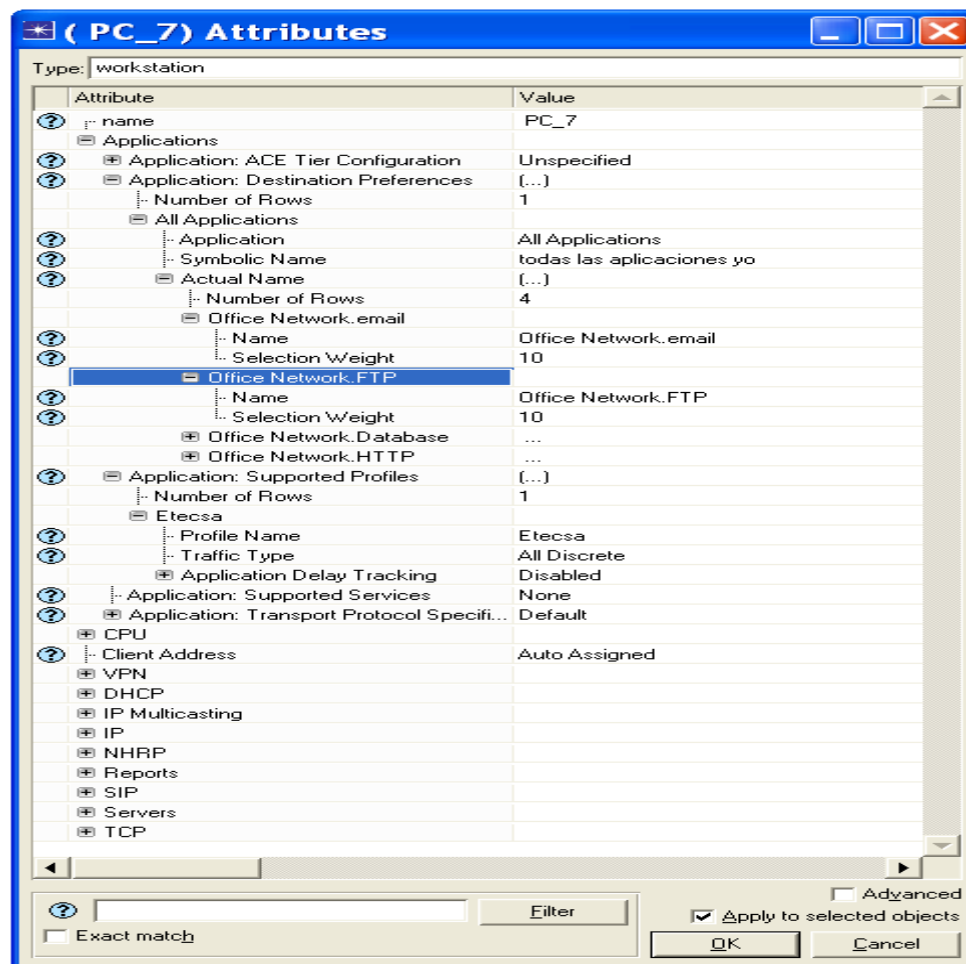 ( PC_7) Attributes
Type: workstation
Attribute Value
name PC_7
Applications
Application: ACE Tier Configuration Unspecified
Application: Destination Preferences (...)
Number of Rows 1
All Applications
Application All Applications
Symbolic Name todas las aplicaciones yo
Actual Name (...)
Number of Rows 4
Office Network.email
Name Office Network.email
Selection Weight 10
Office Network.FTP
Name Office Network.FTP
Selection Weight 10
Office Network.Database ...
Office Network.HTTP ...
Application: Supported Profiles (...)
Number of Rows 1
Etecsa
Profile Name Etecsa
Traffic Type All Discrete
Application Delay Tracking Disabled
Application: Supported Services None
Application: Transport Protocol Specifi... Default
CPU
Client Address Auto Assigned
VPN
DHCP
IP Multicasting
IP
NHRP
Reports
SIP
Servers
TCP
Advanced
Filter
Apply to selected objects
Exact match
OK Cancel